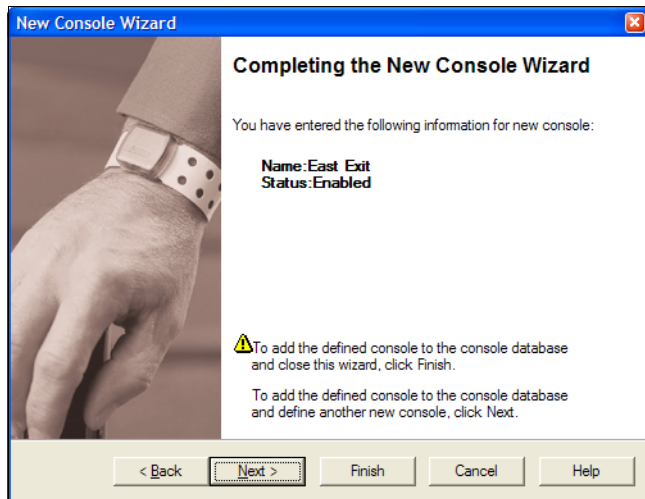 New Console Wizard
Completing the New Console Wizard
You have entered the following information for new console:
Name:East Exit
Status:Enabled
To add the defined console to the console database
and close this wizard, click Finish.
To add the defined console to the console database
and define another new console, click Next.
< Back
Next >
Finish
Cancel
Help